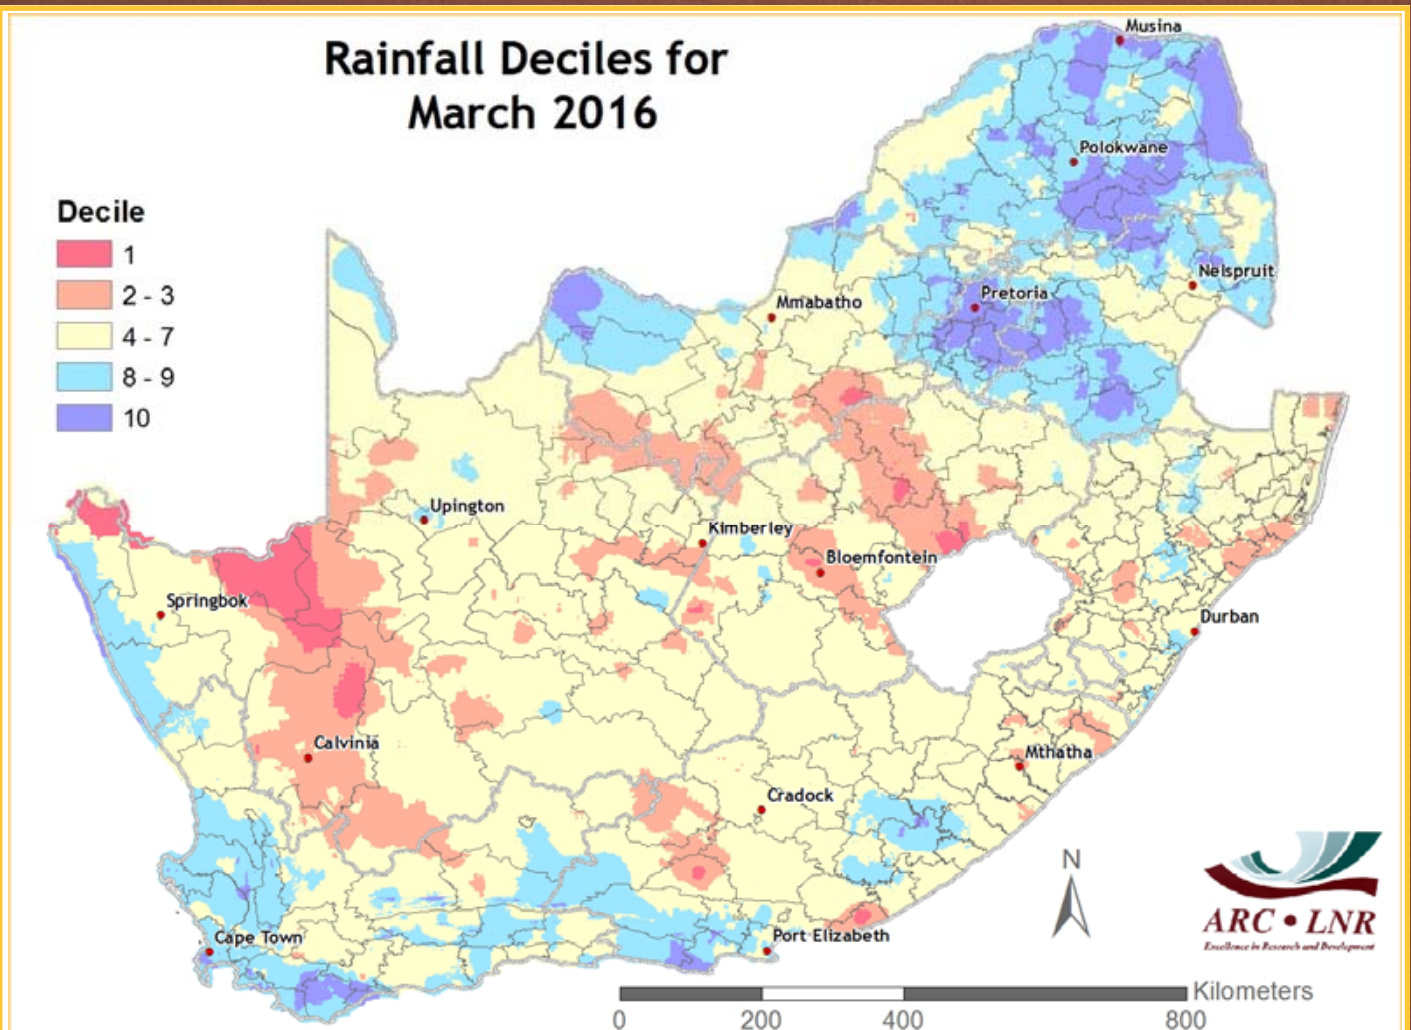 Rainfall Deciles for
March 2016
Decile
1
2 - 3
4 - 7
8 - 9
10
Musina
Polokwane
Nelspruit
Pretoria
Mmabatho
Upington
Kimberley
Bloemfontein
Springbok
Durban
Calvinia
Mthatha
Cradock
Cape Town
Port Elizabeth
N
ARC • LNR
Excellence in Research and Development
Kilometers
0 200 400 800